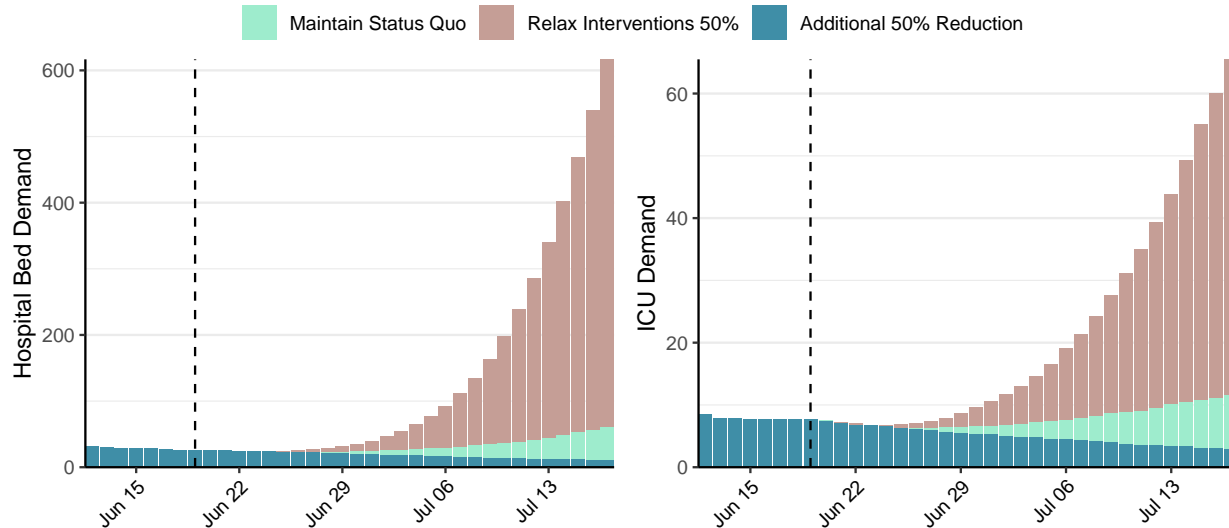 Maintain Status Quo Relax Interventions 50% Additional 50% Reduction
Hospital Bed Demand
600
400
200
0
Jun 15 Jun 22 Jun 29 Jul 06 Jul 13
ICU Demand
60
40
20
0
Jun 15 Jun 22 Jun 29 Jul 06 Jul 13